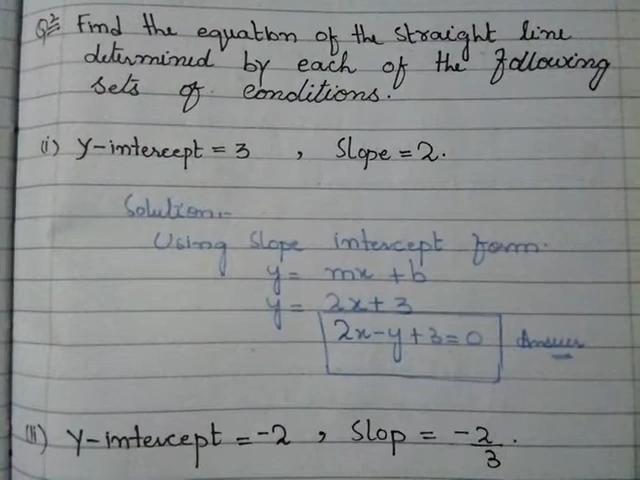 Q2 Find the equation of the straight line
determined by each of the following
sets of conditions.
(i) y-intercept = 3 , Slope = 2.
Solution:-
Using Slope intercept form.
y = mx + b
y = 2x + 3
2x - y + 3 = 0 Answer
(ii) y-intercept = -2 , Slop = -2/3 .